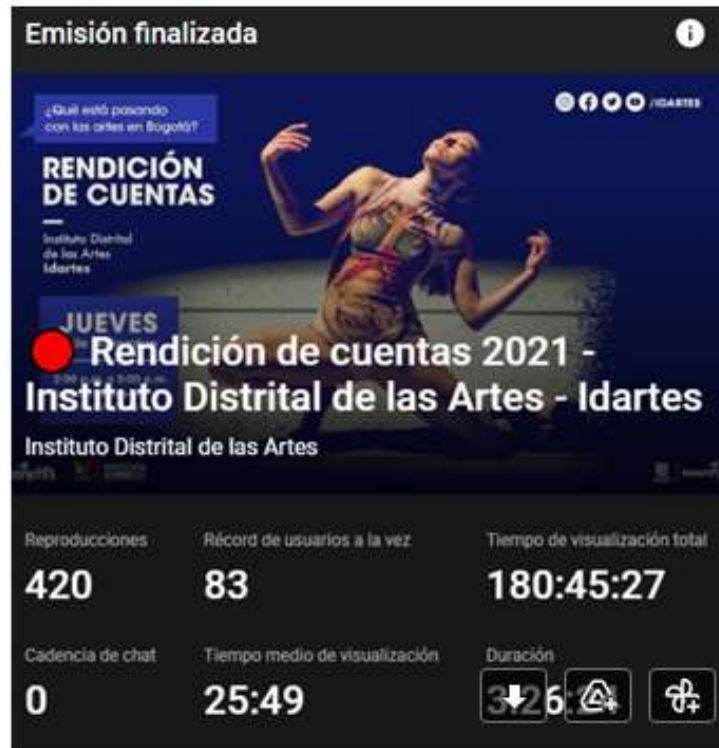 Emisión finalizada
¿Qué está pasando
con las artes en Bogotá?
/IDARTES
RENDICIÓN
DE CUENTAS
Instituto Distrital
de las Artes
Idartes
JUEVES
Rendición de cuentas 2021 -
Instituto Distrital de las Artes - Idartes
Instituto Distrital de las Artes
Reproducciones
Récord de usuarios a la vez
Tiempo de visualización total
420
83
180:45:27
Cadencia de chat
Tiempo medio de visualización
Duración
0
25:49